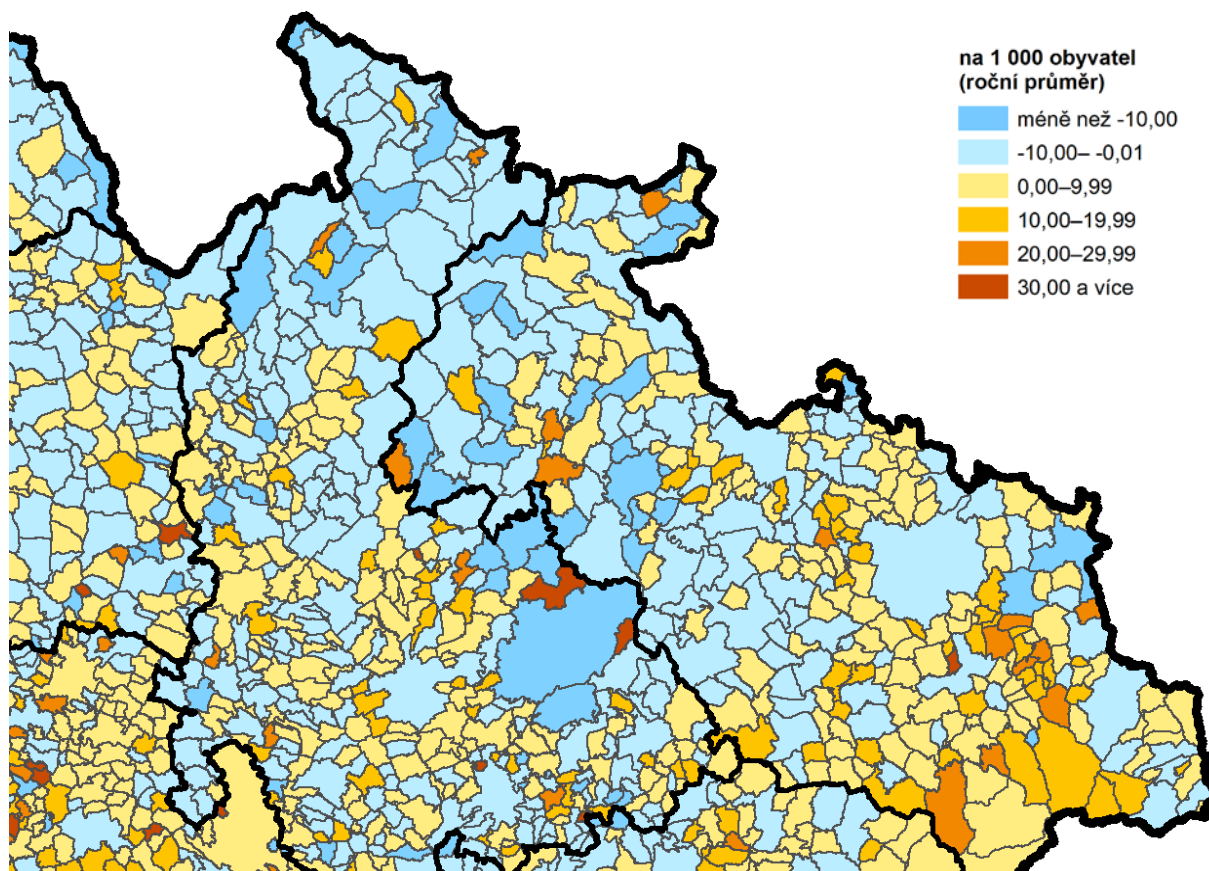 na 1 000 obyvatel
(roční průměr)
méně než -10,00
-10,00– -0,01
0,00–9,99
10,00–19,99
20,00–29,99
30,00 a více